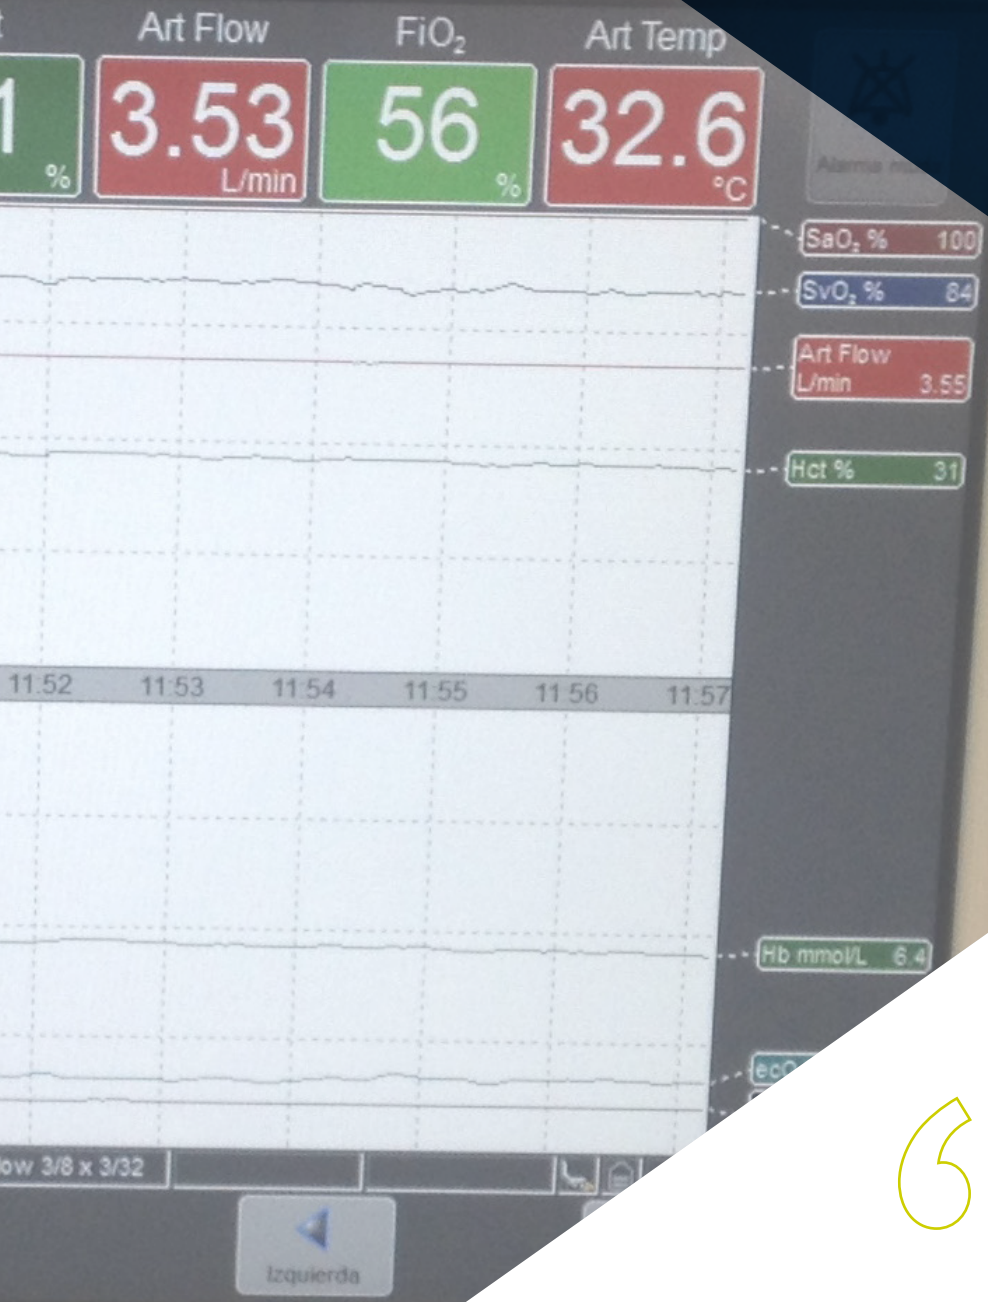 Art Flow
FiO₂
Art Temp
3.53
56
32.6
%
L/min
%
°C
Alarma
SaO₂ % 100
SvO₂ % 84
Art Flow
L/min 3.55
Hct % 31
11:52 11:53 11:54 11:55 11:56 11:57
Hb mmol/L 6.4
3/8 x 3/32
Izquierda
6